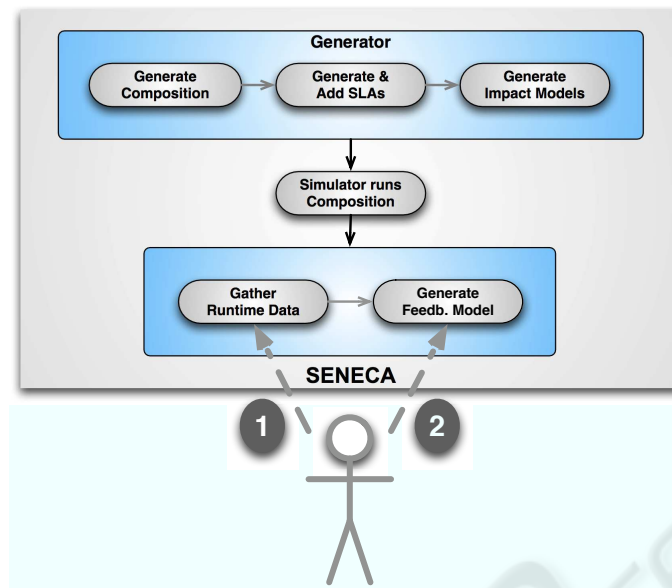 Generator
Generate
Composition
Generate &
Add SLAs
Generate
Impact Models
Simulator runs
Composition
Gather
Runtime Data
Generate
Feedb. Model
SENECA
1
2